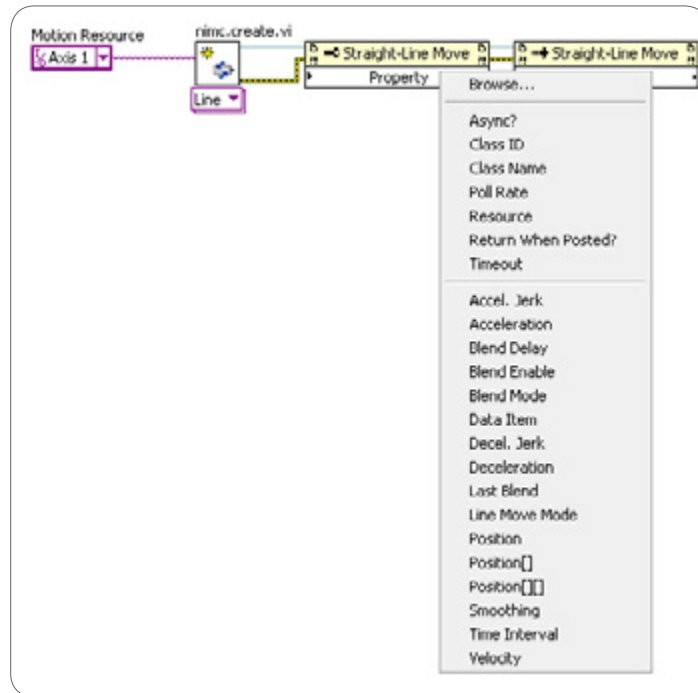 Motion Resource
Axis 1
nimc.create.vi
Line
Straight-Line Move
Property
Straight-Line Move
Browse...
Async?
Class ID
Class Name
Poll Rate
Resource
Return When Posted?
Timeout
Accel. Jerk
Acceleration
Blend Delay
Blend Enable
Blend Mode
Data Item
Decel. Jerk
Deceleration
Last Blend
Line Move Mode
Position
Position[]
Position[][]
Smoothing
Time Interval
Velocity